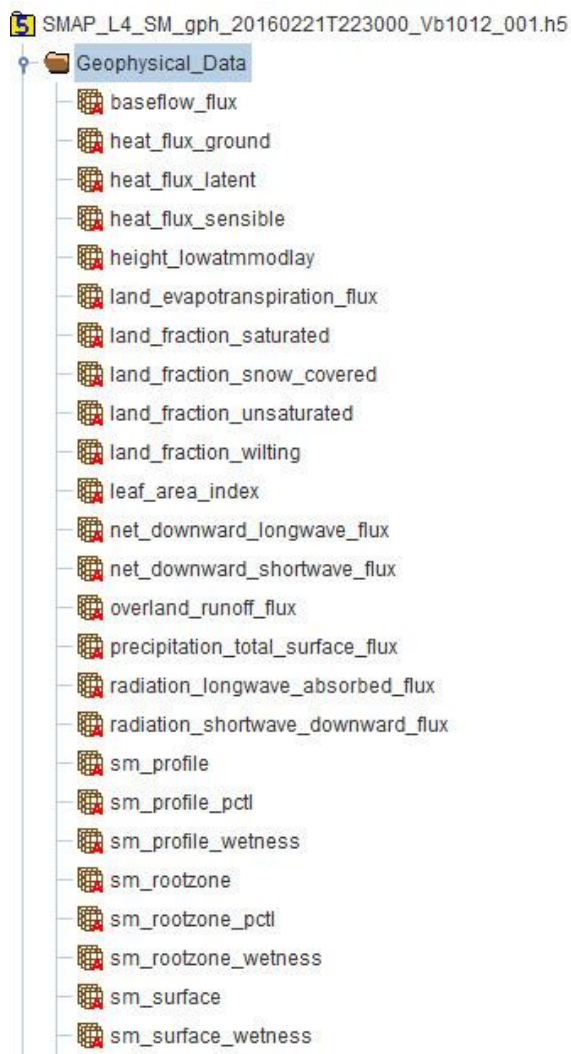 SMAP_L4_SM_gph_20160221T223000_Vb1012_001.h5
Geophysical_Data
baseflow_flux
heat_flux_ground
heat_flux_latent
heat_flux_sensible
height_lowatmmodlay
land_evapotranspiration_flux
land_fraction_saturated
land_fraction_snow_covered
land_fraction_unsaturated
land_fraction_wilting
leaf_area_index
net_downward_longwave_flux
net_downward_shortwave_flux
overland_runoff_flux
precipitation_total_surface_flux
radiation_longwave_absorbed_flux
radiation_shortwave_downward_flux
sm_profile
sm_profile_pctl
sm_profile_wetness
sm_rootzone
sm_rootzone_pctl
sm_rootzone_wetness
sm_surface
sm_surface_wetness